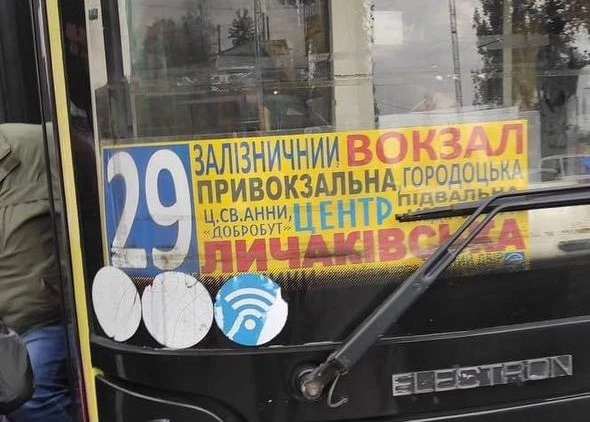 29
ЗАЛІЗНИЧНИЙ ВОКЗАЛ
ПРИВОКЗАЛЬНА, ГОРОДОЦЬКА,
Ц.СВ.АННИ, ЦЕНТР, ПІДВАЛЬНА
«ДОБРОБУТ»
ЛИЧАКІВСЬКА
ELECTRON